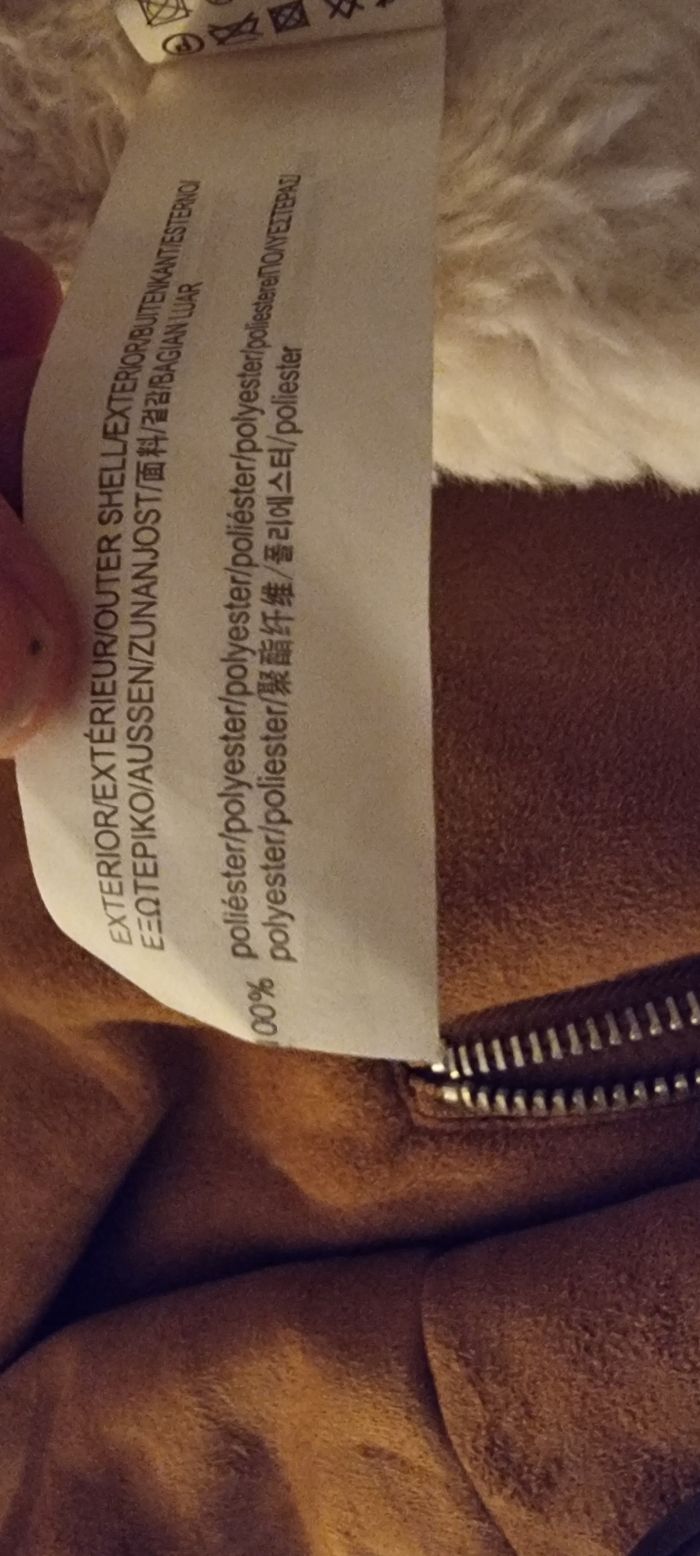 EXTERIOR/EXTÉRIEUR/OUTER SHELL/EXTERIOR/BUITENKANT/ESTERNO/
ΕΞΩΤΕΡΙΚΟ/AUSSEN/ZUNANJOST/面料/겉감/BAGIAN LUAR
100% poliéster/polyester/polyester/poliéster/polyester/poliestere/ΠΟΛΥΕΣΤΕΡΑΣ/
polyester/poliester/聚酯纤维/폴리에스터/poliester